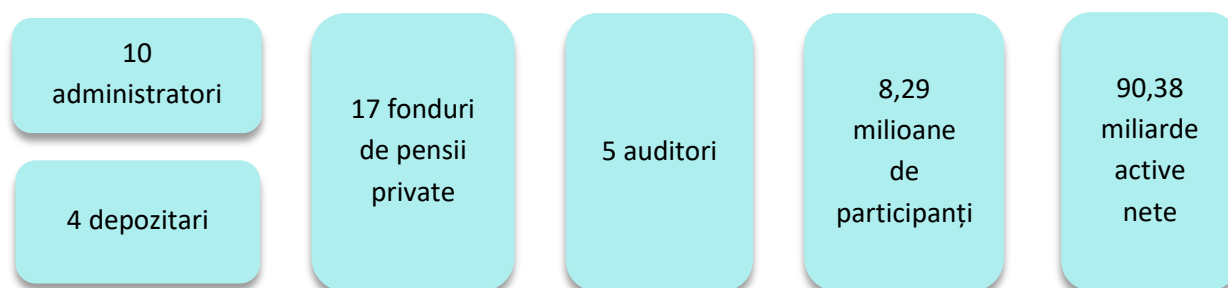 10
administratori
4 depozitari
17 fonduri
de pensii
private
5 auditori
8,29
milioane
de
participanți
90,38
miliarde
active
nete